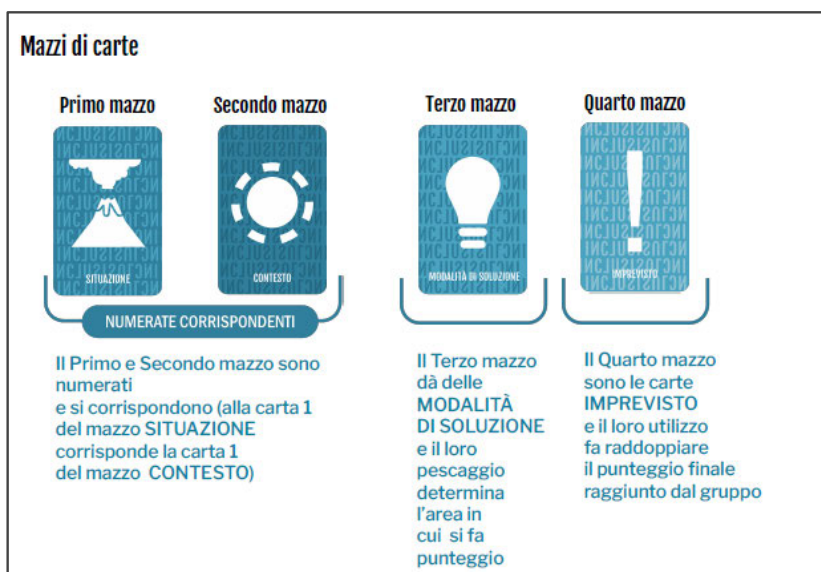 Mazzi di carte
Primo mazzo
Secondo mazzo
Terzo mazzo
Quarto mazzo
SITUAZIONE
CONTESTO
MODALITÀ DI SOLUZIONE
IMPREVISTO
NUMERATE CORRISPONDENTI
Il Primo e Secondo mazzo sono
numerati
e si corrispondono (alla carta 1
del mazzo SITUAZIONE
corrisponde la carta 1
del mazzo CONTESTO)
Il Terzo mazzo
dà delle
MODALITÀ
DI SOLUZIONE
e il loro
pescaggio
determina
l'area in
cui si fa
punteggio
Il Quarto mazzo
sono le carte
IMPREVISTO
e il loro utilizzo
fa raddoppiare
il punteggio finale
raggiunto dal gruppo